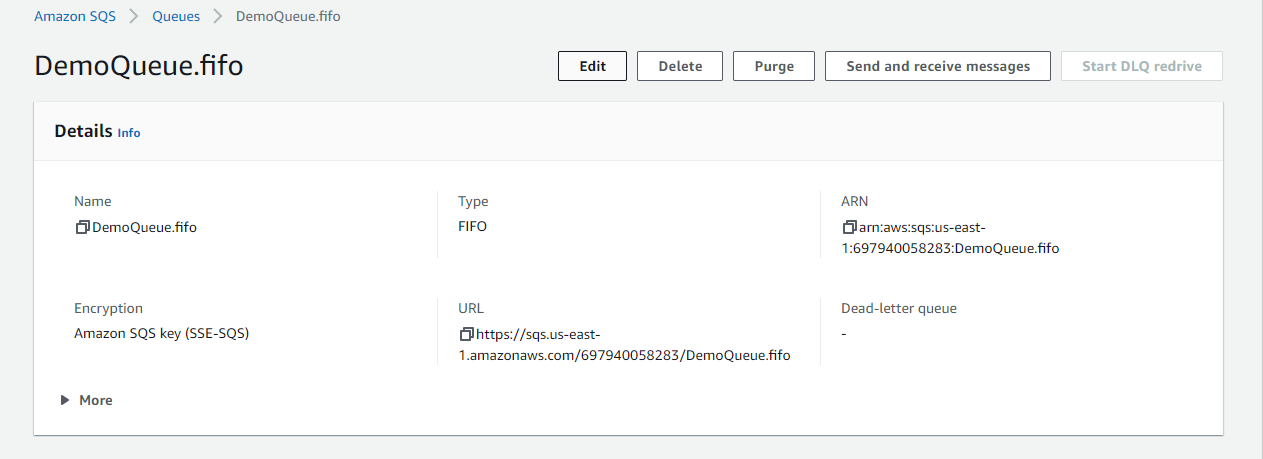 Amazon SQS > Queues > DemoQueue.fifo
DemoQueue.fifo
Edit
Delete
Purge
Send and receive messages
Start DLQ redrive
Details Info
Name
DemoQueue.fifo
Type
FIFO
ARN
arn:aws:sqs:us-east-
1:697940058283:DemoQueue.fifo
Encryption
Amazon SQS key (SSE-SQS)
URL
https://sqs.us-east-
1.amazonaws.com/697940058283/DemoQueue.fifo
Dead-letter queue
-
More